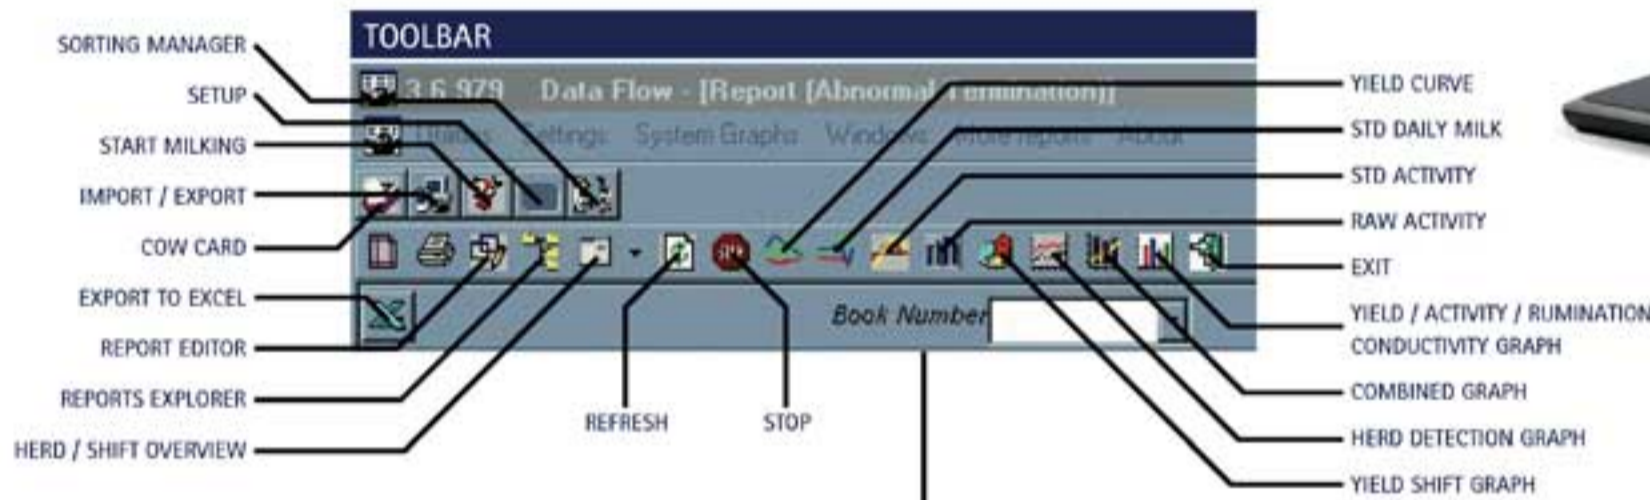 TOOLBAR
3.6.979 Data Flow - [Report [Abnormal Termination)]
Settings System Graphs Windows More reports About
Book Number
SORTING MANAGER
SETUP
START MILKING
IMPORT / EXPORT
COW CARD
EXPORT TO EXCEL
REPORT EDITOR
REPORTS EXPLORER
HERD / SHIFT OVERVIEW
REFRESH
STOP
YIELD CURVE
STD DAILY MILK
STD ACTIVITY
RAW ACTIVITY
EXIT
YIELD / ACTIVITY / RUMINATION
CONDUCTIVITY GRAPH
COMBINED GRAPH
HERD DETECTION GRAPH
YIELD SHIFT GRAPH